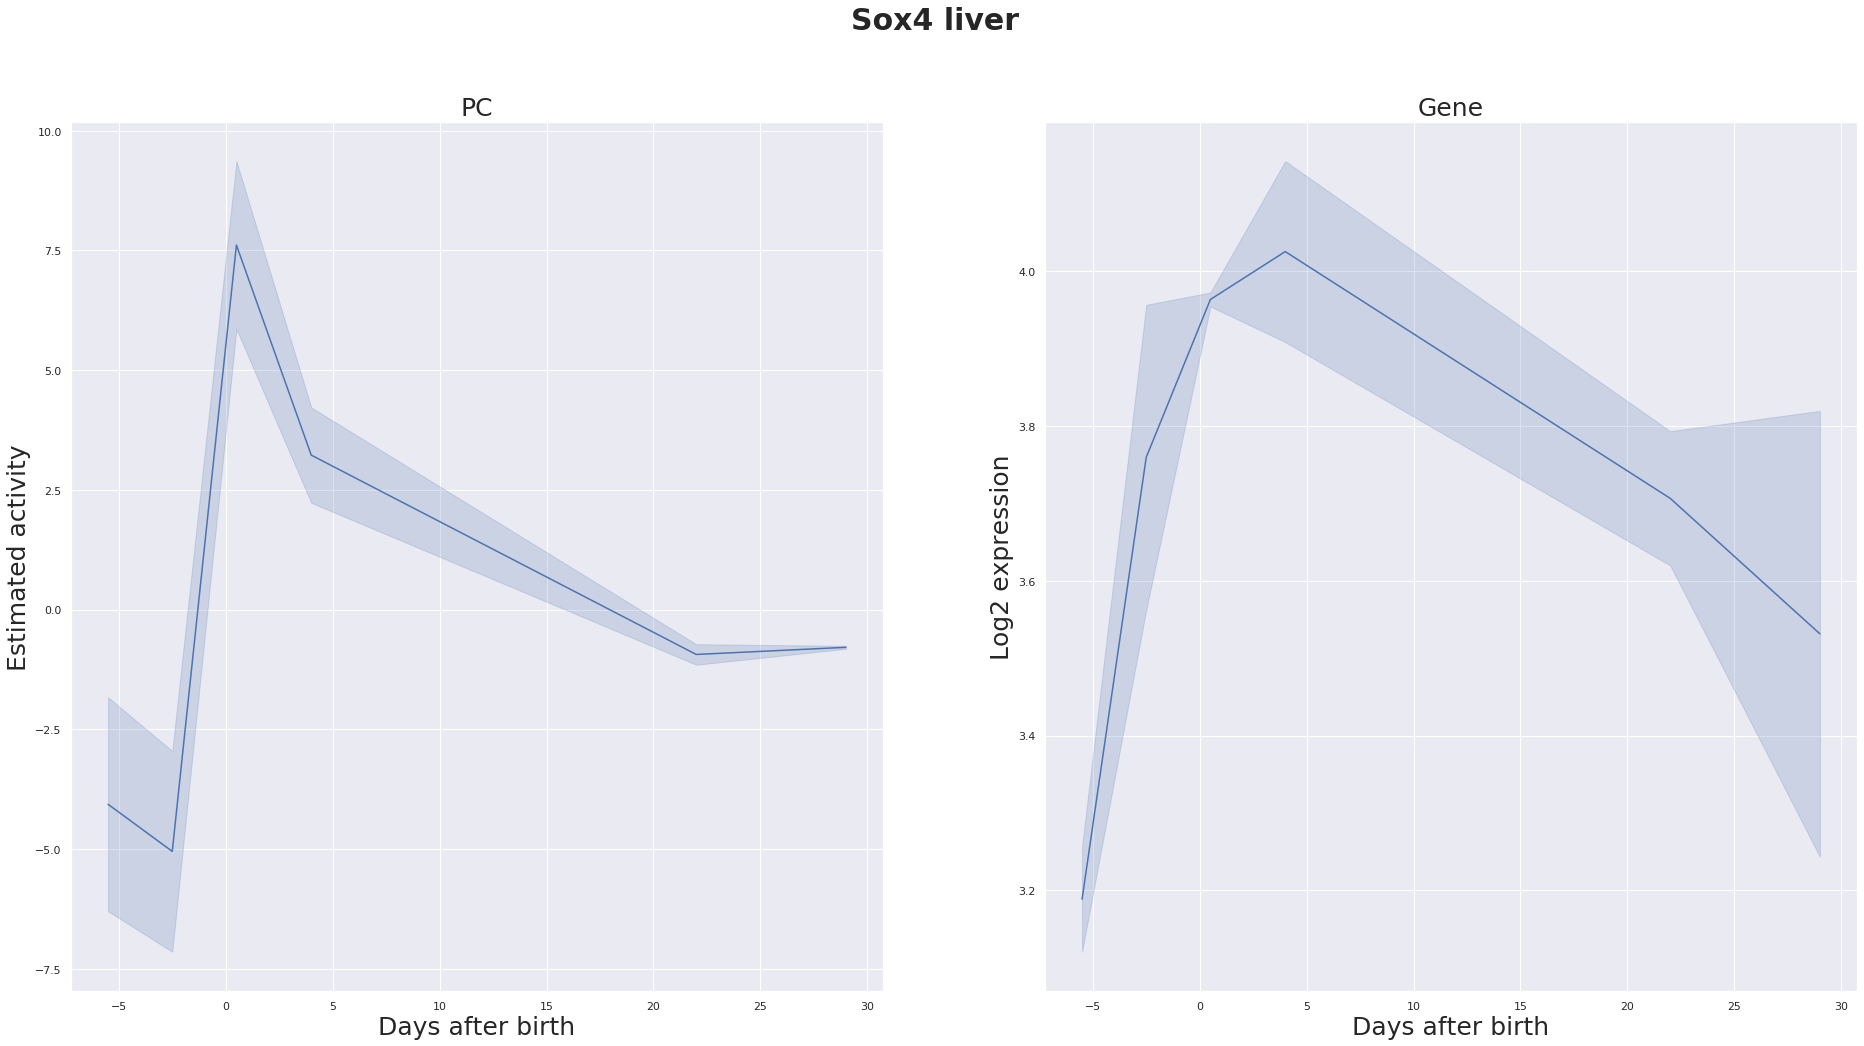 Sox4 liver
PC
Estimated activity
10.0
7.5
5.0
2.5
0.0
−2.5
−5.0
−7.5
−5 0 5 10 15 20 25 30
Days after birth
Gene
Log2 expression
4.0
3.8
3.6
3.4
3.2
−5 0 5 10 15 20 25 30
Days after birth